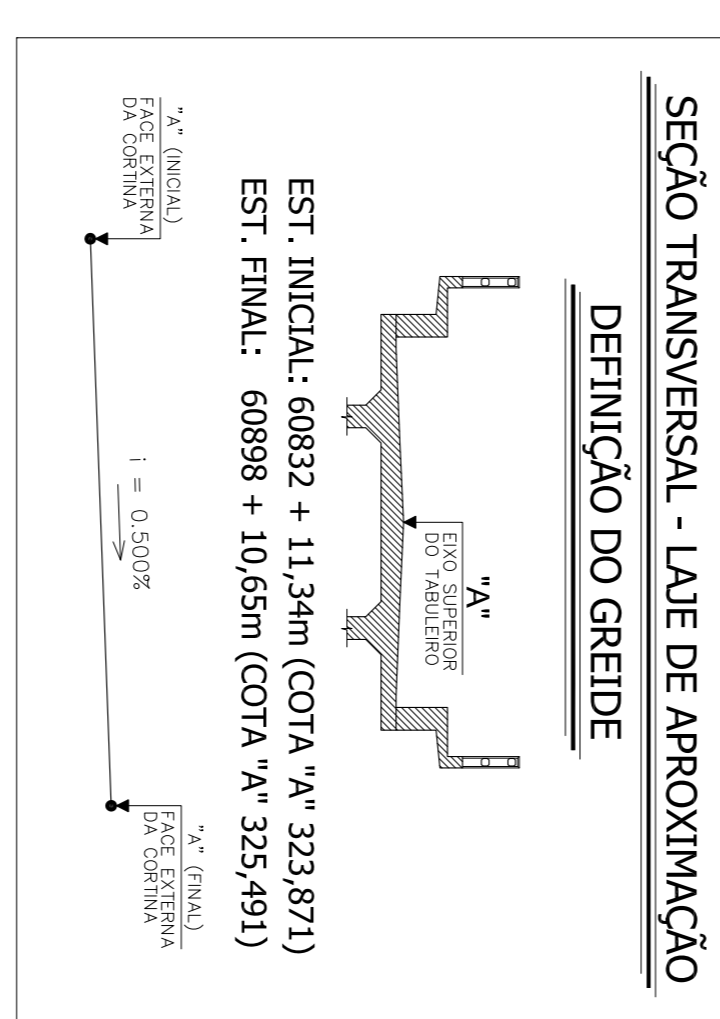 SEÇÃO TRANSVERSAL - LAJE DE APROXIMAÇÃO
DEFINIÇÃO DO GREIDE
"A"
EIXO SUPERIOR
DO TABULEIRO
EST. INICIAL: 60832 + 11,34m (COTA "A" 323,871)
EST. FINAL: 60898 + 10,65m (COTA "A" 325,491)
"A" (INICIAL)
FACE EXTERNA
DA CORTINA
i = 0.500%
"A" (FINAL)
FACE EXTERNA
DA CORTINA